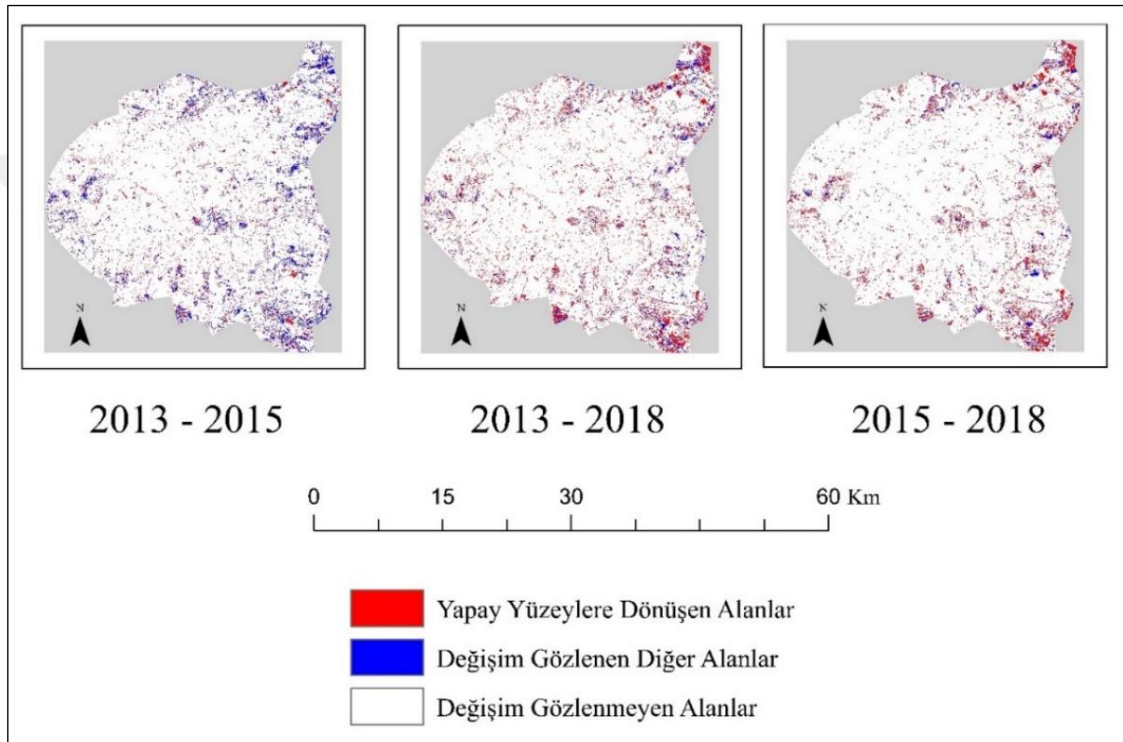 N
N
N
2013 - 2015
2013 - 2018
2015 - 2018
0 15 30 60 Km
Yapay Yüzeylere Dönüşen Alanlar
Değişim Gözlenen Diğer Alanlar
Değişim Gözlenmeyen Alanlar